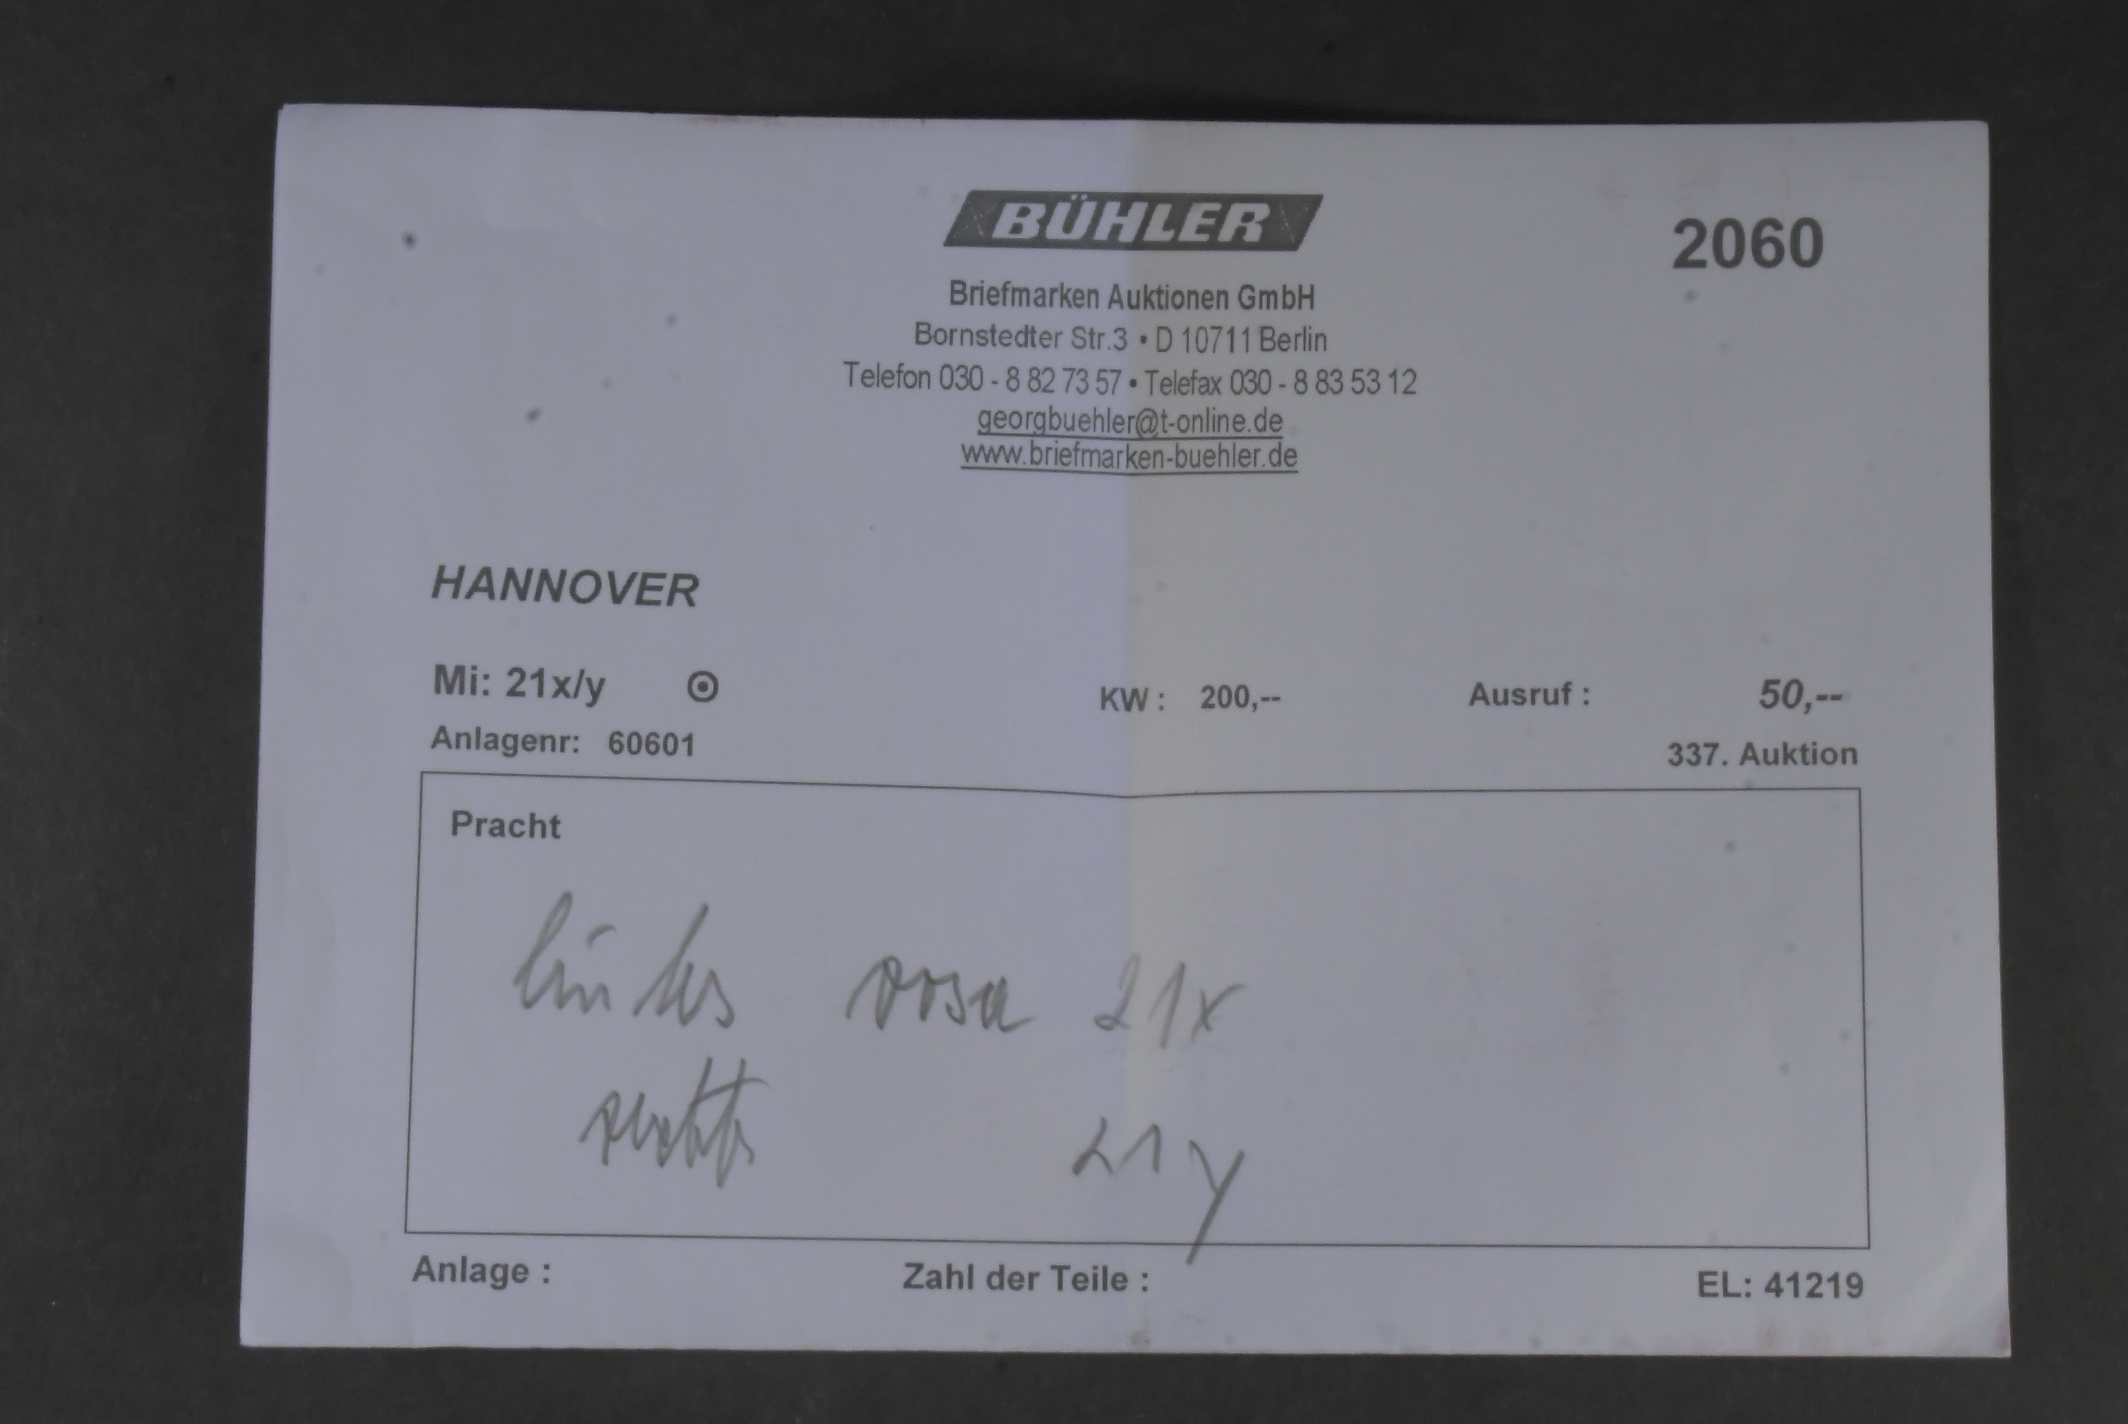 BÜHLER
2060
Briefmarken Auktionen GmbH
Bornstedter Str.3 • D 10711 Berlin
Telefon 030 - 8 82 73 57 • Telefax 030 - 8 83 53 12
georgbuehler@t-online.de
www.briefmarken-buehler.de
HANNOVER
Mi: 21x/y ⊙ KW : 200,-- Ausruf : 50,--
Anlagenr: 60601 337. Auktion
Pracht
links rosa 21x
rechts 21y
Anlage : Zahl der Teile : EL: 41219